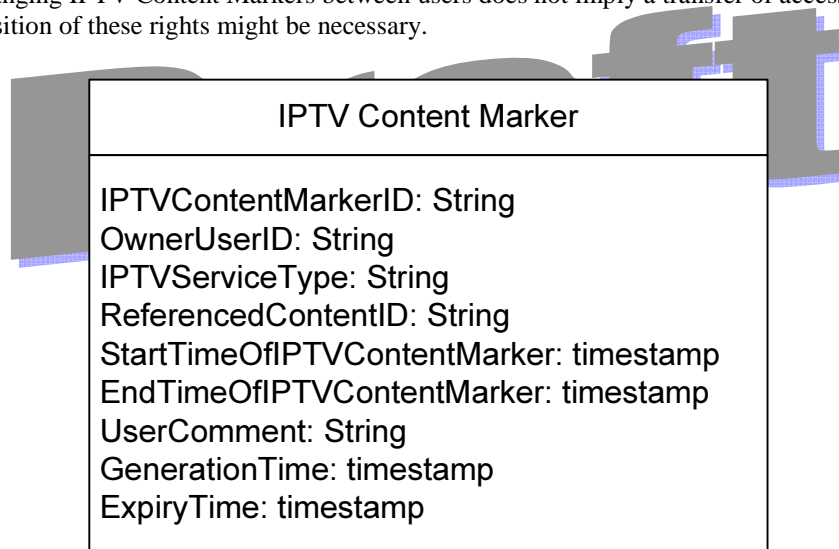 nging IPTV Content Markers between users does not imply a transfer of access
sition of these rights might be necessary.
IPTV Content Marker
IPTVContentMarkerID: String
OwnerUserID: String
IPTVServiceType: String
ReferencedContentID: String
StartTimeOfIPTVContentMarker: timestamp
EndTimeOfIPTVContentMarker: timestamp
UserComment: String
GenerationTime: timestamp
ExpiryTime: timestamp